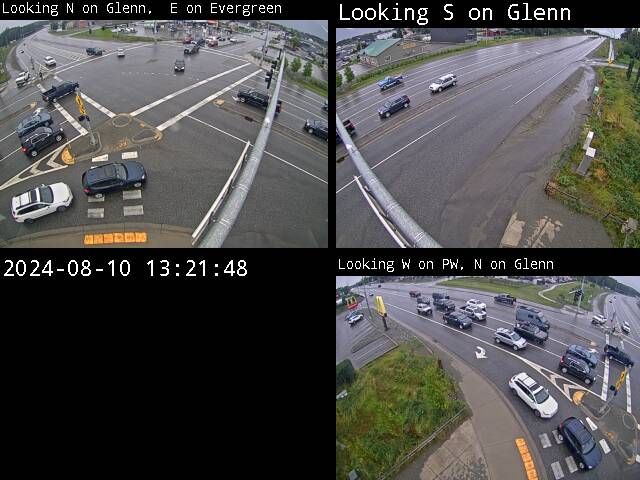 Looking N on Glenn,  E on Evergreen
Looking S on Glenn
2024-08-10 13:21:48
Looking W on PW, N on Glenn